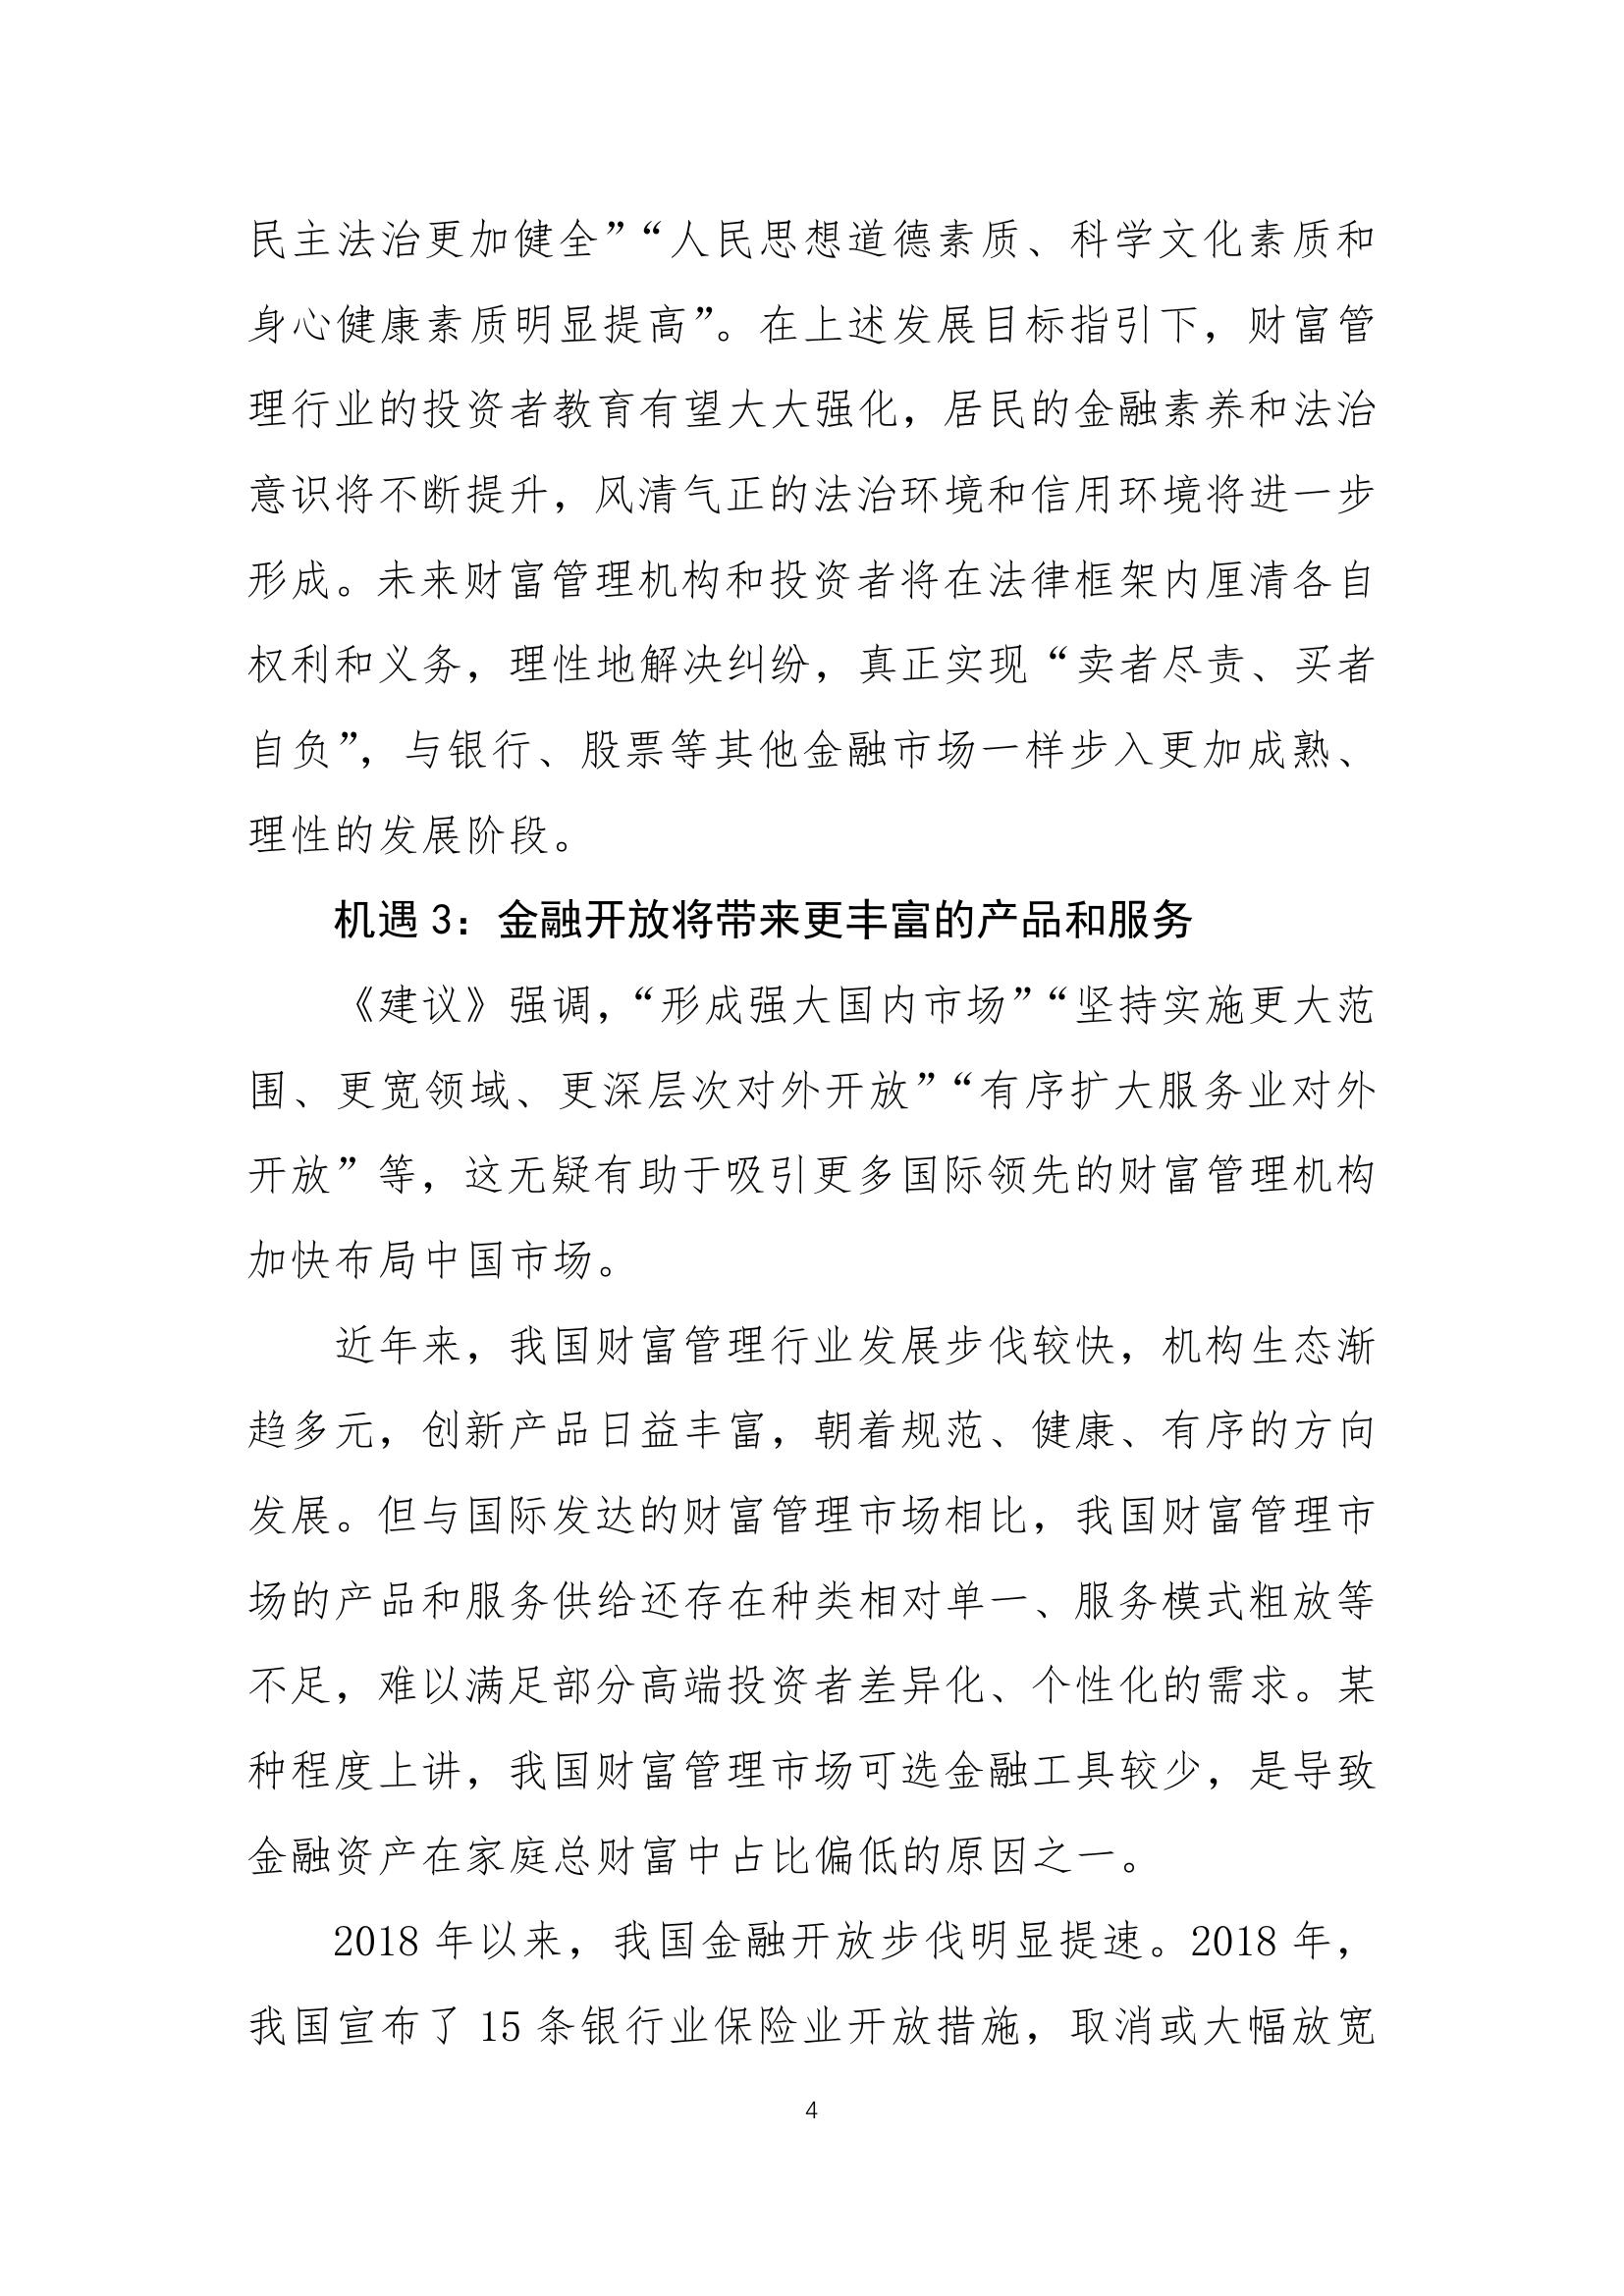 民主法治更加健全”“人民思想道德素质、科学文化素质和
身心健康素质明显提高”。在上述发展目标指引下，财富管
理行业的投资者教育有望大大强化，居民的金融素养和法治
意识将不断提升，风清气正的法治环境和信用环境将进一步
形成。未来财富管理机构和投资者将在法律框架内厘清各自
权利和义务，理性地解决纠纷，真正实现“卖者尽责、买者
自负”，与银行、股票等其他金融市场一样步入更加成熟、
理性的发展阶段。
机遇 3：金融开放将带来更丰富的产品和服务
《建议》强调，“形成强大国内市场”“坚持实施更大范
围、更宽领域、更深层次对外开放”“有序扩大服务业对外
开放”等，这无疑有助于吸引更多国际领先的财富管理机构
加快布局中国市场。
近年来，我国财富管理行业发展步伐较快，机构生态渐
趋多元，创新产品日益丰富，朝着规范、健康、有序的方向
发展。但与国际发达的财富管理市场相比，我国财富管理市
场的产品和服务供给还存在种类相对单一、服务模式粗放等
不足，难以满足部分高端投资者差异化、个性化的需求。某
种程度上讲，我国财富管理市场可选金融工具较少，是导致
金融资产在家庭总财富中占比偏低的原因之一。
2018 年以来，我国金融开放步伐明显提速。2018 年，
我国宣布了 15 条银行业保险业开放措施，取消或大幅放宽
4